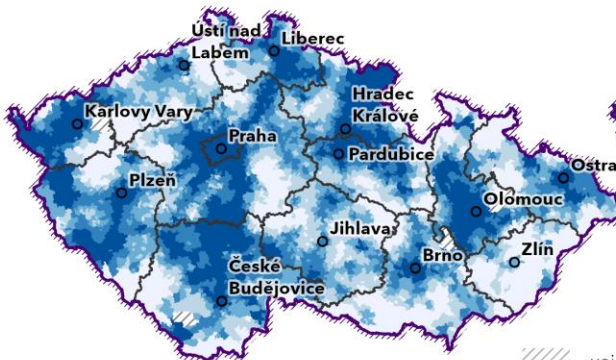 Ústí nad
Labem
Liberec
Karlovy Vary
Hradec
Králové
Praha
Pardubice
Plzeň
Ostra
Olomouc
Jihlava
Brno
Zlín
České
Budějovice